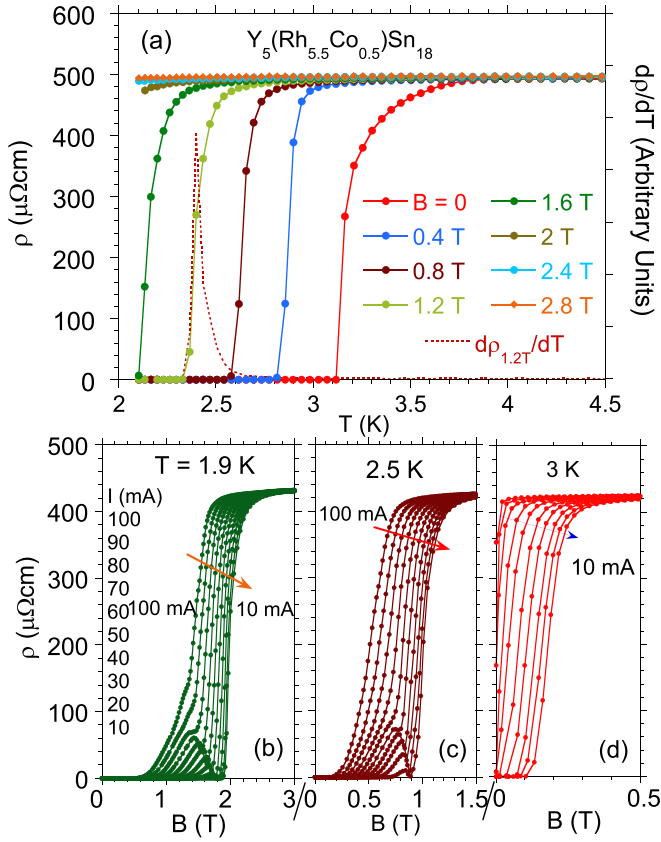 600
500
400
300
200
100
0
ρ (μΩcm)
(a)
Y5(Rh5.5Co0.5)Sn18
B = 0
0.4 T
0.8 T
1.2 T
1.6 T
2 T
2.4 T
2.8 T
dρ1.2T/dT
dρ/dT (Arbitrary Units)
2 2.5 3 3.5 4 4.5
T (K)
500
400
300
200
100
0
ρ (μΩcm)
T = 1.9 K
I (mA)
100
90
80
70
60
50
40
30
20
10
100 mA
10 mA
(b)
0 1 2 3
B (T)
2.5 K
100 mA
(c)
0 0.5 1 1.5
B (T)
3 K
10 mA
(d)
0 0.5
B (T)